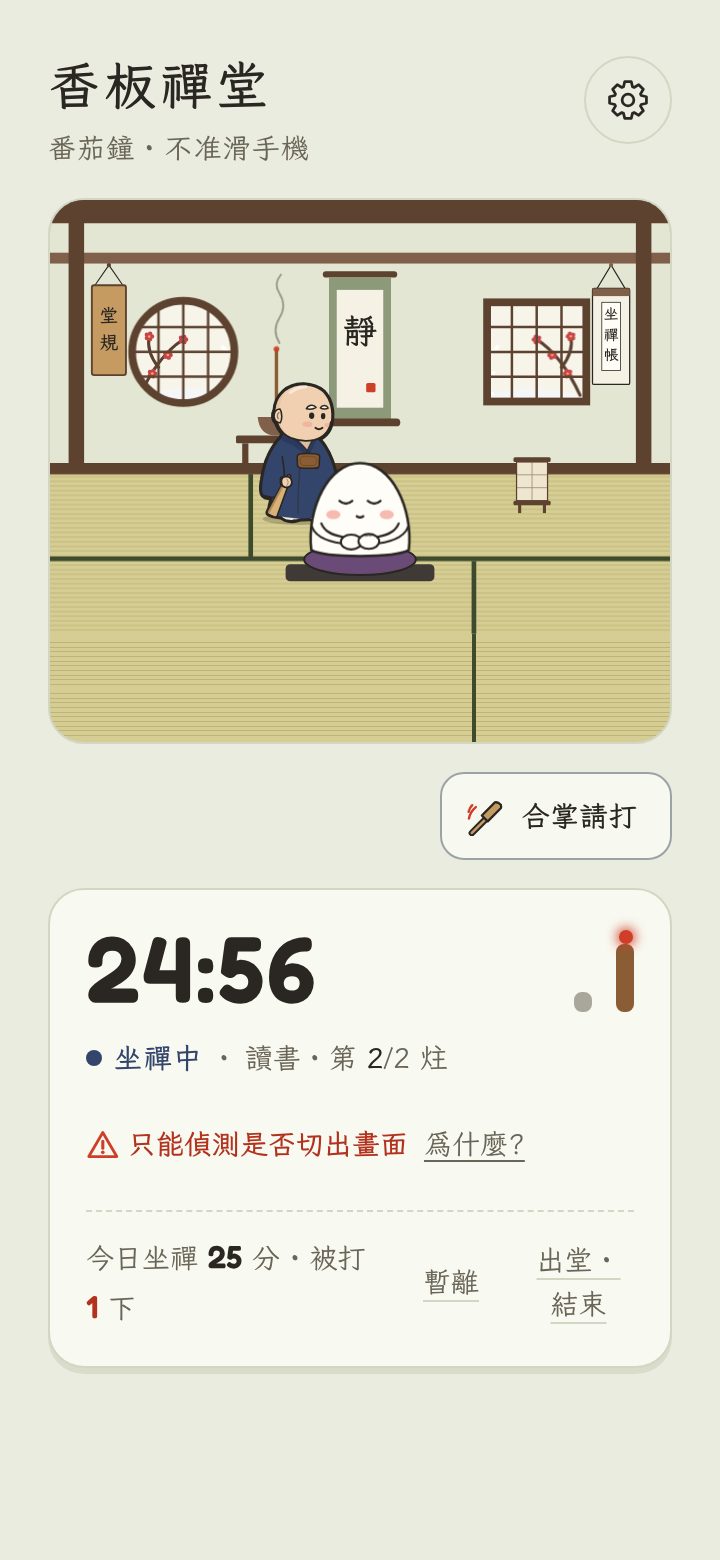 香板禪堂
番茄鐘・不准滑手機
堂規
靜
坐禪帳
合掌請打
24:56
坐禪中 ・ 讀書・第 2/2 炷
只能偵測是否切出畫面 為什麼?
今日坐禪 25 分・被打
1 下
暫離
出堂・
結束